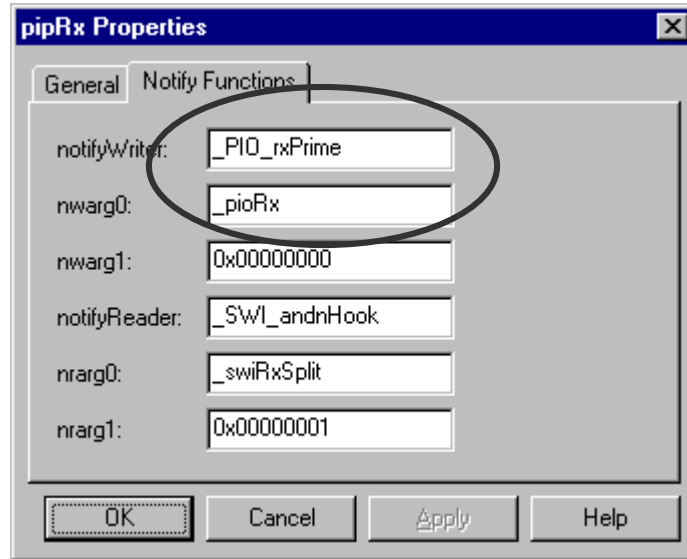 pipRx Properties
General Notify Functions
notifyWriter: _PIO_rxPrime
nwarg0: _pioRx
nwarg1: 0x00000000
notifyReader: _SWI_andnHook
nrarg0: _swiRxSplit
nrarg1: 0x00000001
OK Cancel Apply Help